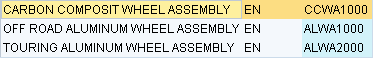 CARBON COMPOSIT WHEEL ASSEMBLY EN CCWA1000
OFF ROAD ALUMINUM WHEEL ASSEMBLY EN ALWA1000
TOURING ALUMINUM WHEEL ASSEMBLY EN ALWA2000